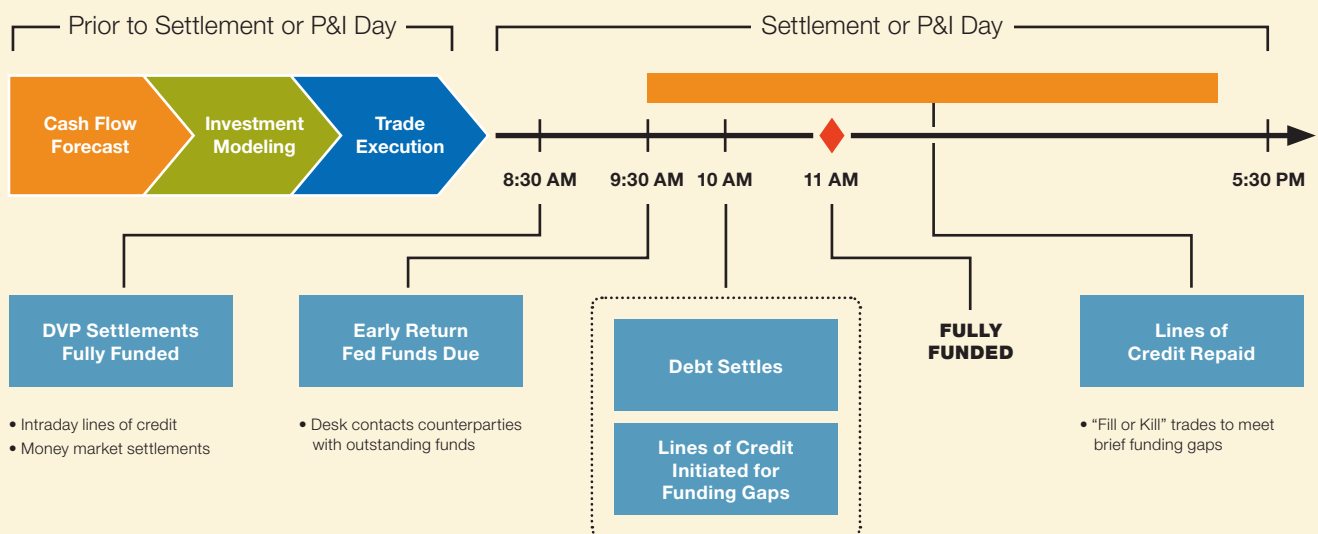 Prior to Settlement or P&I Day
Settlement or P&I Day
Cash Flow
Forecast
Investment
Modeling
Trade
Execution
8:30 AM
9:30 AM
10 AM
11 AM
5:30 PM
DVP Settlements
Fully Funded
• Intraday lines of credit
• Money market settlements
Early Return
Fed Funds Due
• Desk contacts counterparties
with outstanding funds
Debt Settles
Lines of Credit
Initiated for
Funding Gaps
FULLY
FUNDED
Lines of
Credit Repaid
• “Fill or Kill” trades to meet
brief funding gaps